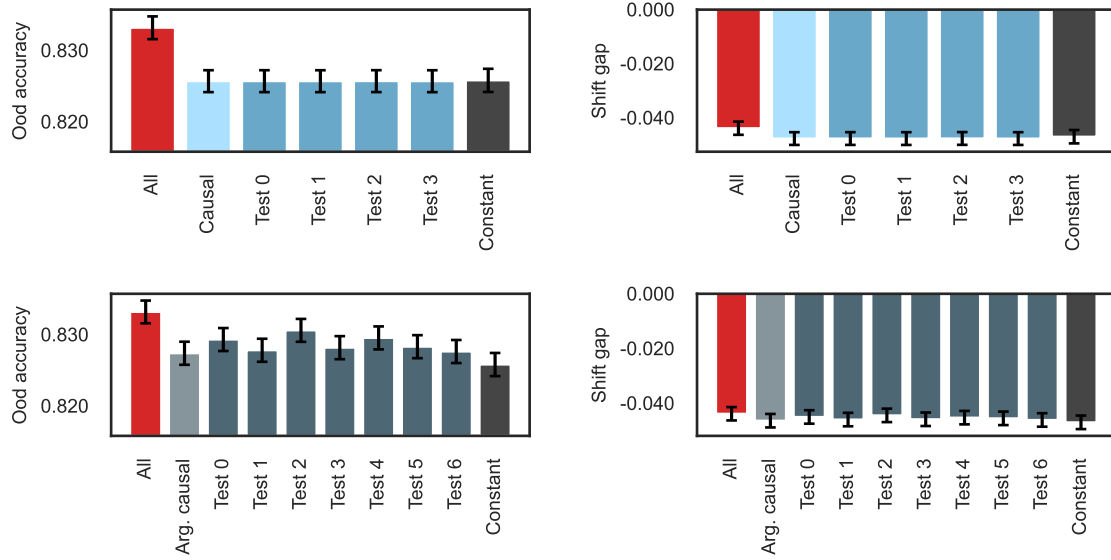 Ood accuracy
0.830
0.820
All
Causal
Test 0
Test 1
Test 2
Test 3
Constant
Shift gap
0.000
-0.020
-0.040
All
Causal
Test 0
Test 1
Test 2
Test 3
Constant
Ood accuracy
0.830
0.820
All
Arg. causal
Test 0
Test 1
Test 2
Test 3
Test 4
Test 5
Test 6
Constant
Shift gap
0.000
-0.020
-0.040
All
Arg. causal
Test 0
Test 1
Test 2
Test 3
Test 4
Test 5
Test 6
Constant